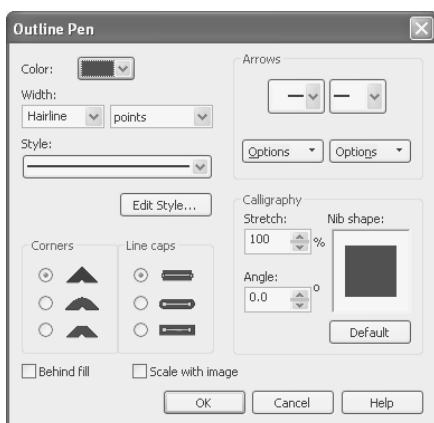 Outline Pen
Color:
Width:
Hairline points
Style:
Edit Style...
Corners
Line caps
Arrows
Options Options
Calligraphy
Stretch: Nib shape:
100 %
Angle:
0.0 °
Default
Behind fill Scale with image
OK Cancel Help